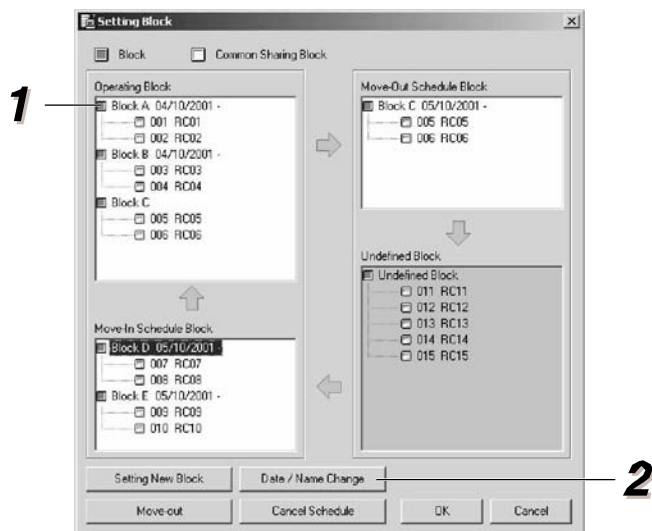 Setting Block
Block
Common Sharing Block
1
Operating Block
Block A 04/10/2001 -
001 RC01
002 RC02
Block B 04/10/2001 -
003 RC03
004 RC04
Block C
005 RC05
006 RC06
Move-Out Schedule Block
Block C 05/10/2001 -
005 RC05
006 RC06
Undefined Block
Undefined Block
011 RC11
012 RC12
013 RC13
014 RC14
015 RC15
Move-In Schedule Block
Block D 05/10/2001 -
007 RC07
008 RC08
Block E 05/10/2001 -
009 RC09
010 RC10
Setting New Block
Date / Name Change
2
Move-out
Cancel Schedule
OK
Cancel